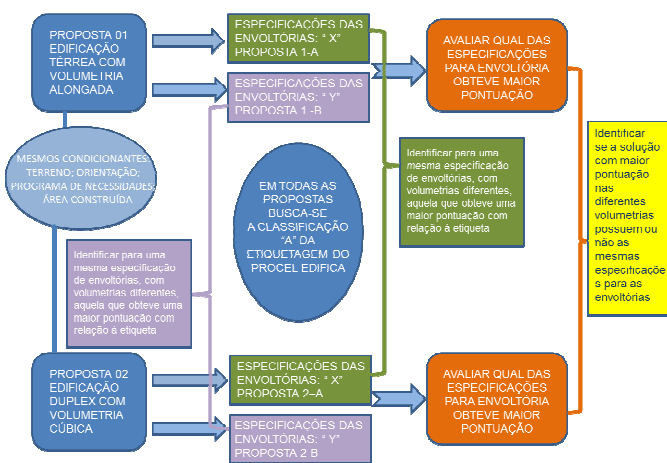 PROPOSTA 01
EDIFICAÇÃO
TÉRREA COM
VOLUMETRIA
ALONGADA
ESPECIFICAÇÕES DAS
ENVOLTÓRIAS: “ X”
PROPOSTA 1-A
ESPECIFICAÇÕES DAS
ENVOLTÓRIAS: “ Y”
PROPOSTA 1 -B
AVALIAR QUAL DAS
ESPECIFICAÇÕES
PARA ENVOLTÓRIA
OBTEVE MAIOR
PONTUAÇÃO
MESMOS CONDICIONANTES:
TERRENO; ORIENTAÇÃO;
PROGRAMA DE NECESSIDADES;
ÁREA CONSTRUÍDA
Identificar para uma
mesma especificação
de envoltórias, com
volumetrias diferentes,
aquela que obteve uma
maior pontuação com
relação á etiqueta
EM TODAS AS
PROPOSTAS
BUSCA-SE
A CLASSIFICAÇÃO
“A” DA
ETIQUETAGEM DO
PROCEL EDIFICA
Identificar para uma
mesma especificação
de envoltórias, com
volumetrias diferentes,
aquela que obteve uma
maior pontuação com
relação á etiqueta
Identificar
se a solução
com maior
pontuação
nas
diferentes
volumetrias
possuem ou
não as
mesmas
especificaçõe
s para as
envoltórias
PROPOSTA 02
EDIFICAÇÃO
DUPLEX COM
VOLUMETRIA
CÚBICA
ESPECIFICAÇÕES DAS
ENVOLTÓRIAS: “ X”
PROPOSTA 2–A
ESPECIFICAÇÕES DAS
ENVOLTÓRIAS: “ Y”
PROPOSTA 2 B
AVALIAR QUAL DAS
ESPECIFICAÇÕES
PARA ENVOLTÓRIA
OBTEVE MAIOR
PONTUAÇÃO